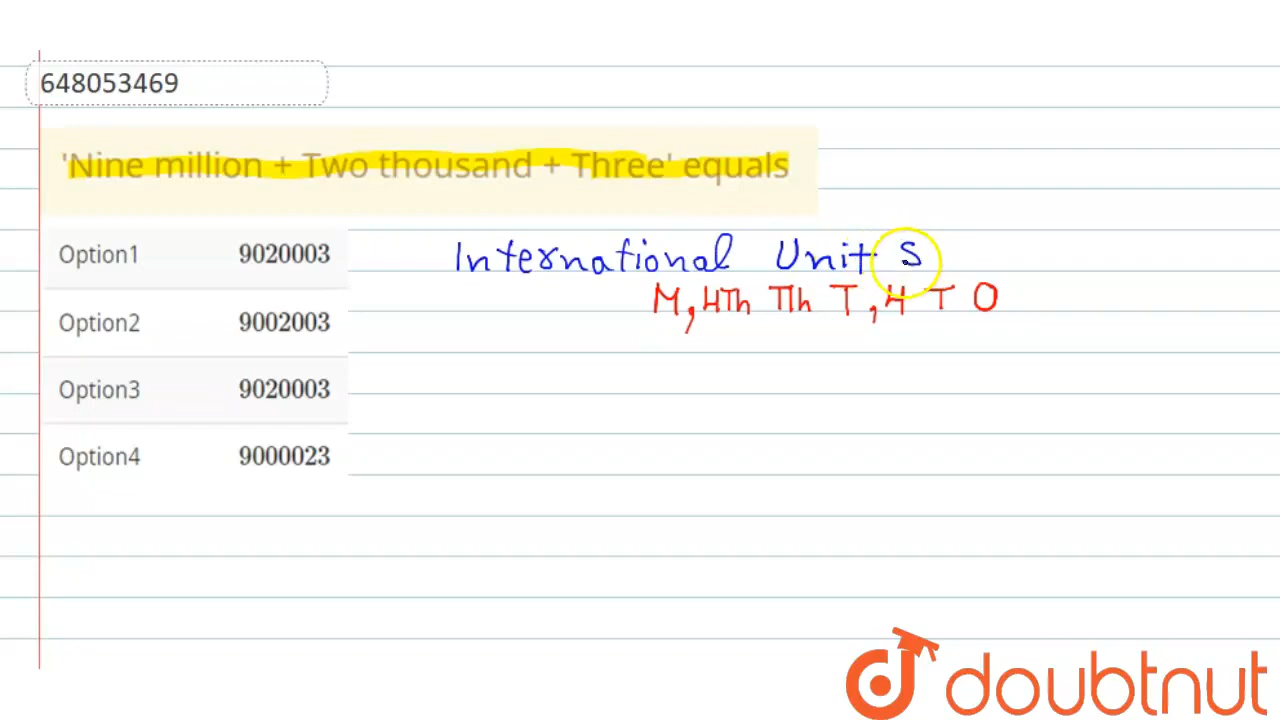 648053469
'Nine million + Two thousand + Three' equals
Option1 9020003
International Unit S
M, HTh TTh T, H T O
Option2 9002003
Option3 9020003
Option4 9000023
doubtnut